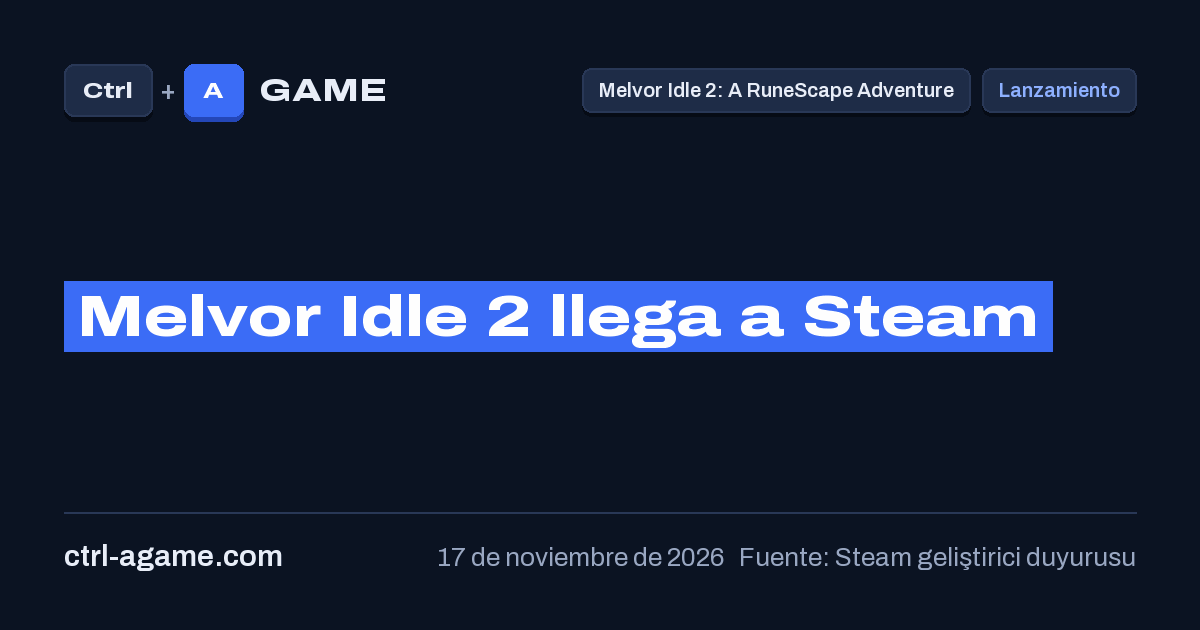 Ctrl + A GAME
Melvor Idle 2: A RuneScape Adventure
Lanzamiento
Melvor Idle 2 llega a Steam
ctrl-agame.com
17 de noviembre de 2026 Fuente: Steam geliştirici duyurusu